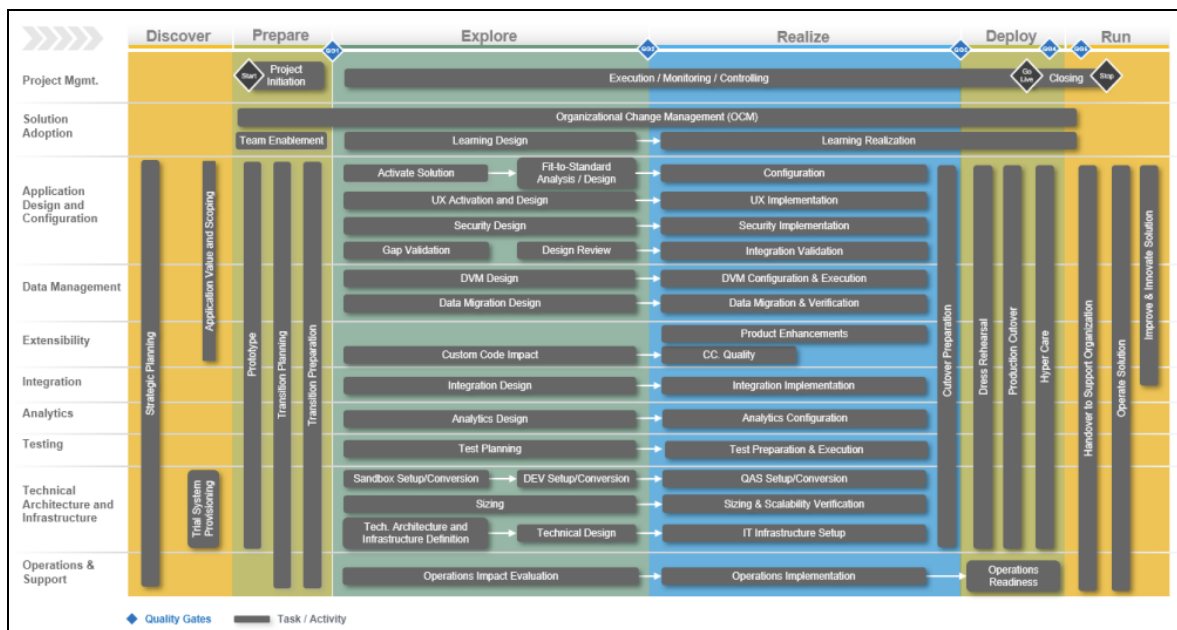 Discover
Prepare
Explore
Realize
Deploy
Run
QG1
QG2
QG3
QG4
QG5
Project Mgmt.
Start
Project
Initiation
Execution / Monitoring / Controlling
Go
Live
Closing
Stop
Solution
Adoption
Organizational Change Management (OCM)
Team Enablement
Learning Design
Learning Realization
Application
Design and
Configuration
Activate Solution
Fit-to-Standard
Analysis / Design
Configuration
UX Activation and Design
UX Implementation
Security Design
Security Implementation
Gap Validation
Design Review
Integration Validation
Data Management
DVM Design
DVM Configuration & Execution
Data Migration Design
Data Migration & Verification
Extensibility
Product Enhancements
Custom Code Impact
CC. Quality
Integration
Integration Design
Integration Implementation
Analytics
Analytics Design
Analytics Configuration
Testing
Test Planning
Test Preparation & Execution
Technical
Architecture and
Infrastructure
Sandbox Setup/Conversion
DEV Setup/Conversion
QAS Setup/Conversion
Sizing
Sizing & Scalability Verification
Tech. Architecture and
Infrastructure Definition
Technical Design
IT Infrastructure Setup
Operations &
Support
Operations Impact Evaluation
Operations Implementation
Operations
Readiness
Strategic Planning
Application Value and Scoping
Trial System
Provisioning
Prototype
Transition Planning
Transition Preparation
Cutover Preparation
Dress Rehearsal
Production Cutover
Hyper Care
Handover to Support Organization
Operate Solution
Improve & Innovate Solution
Quality Gates
Task / Activity